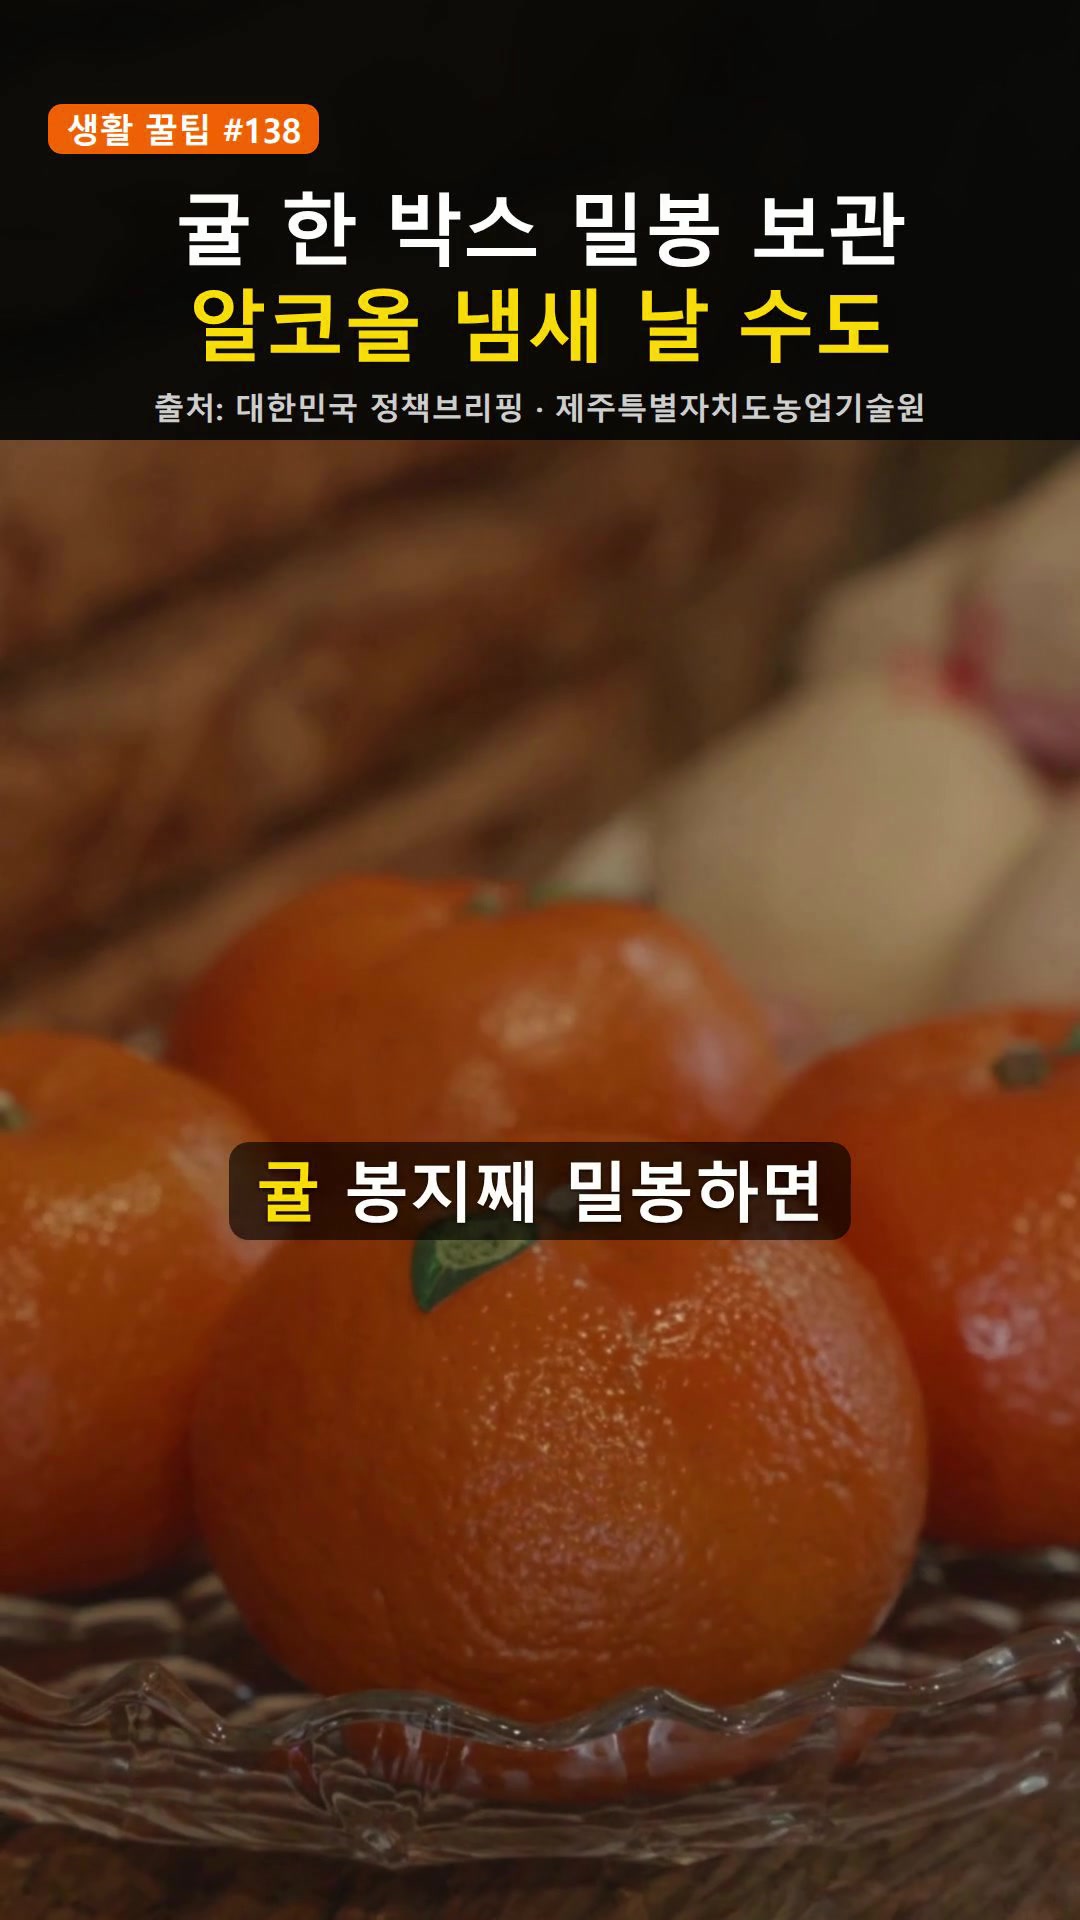 생활 꿀팁 #138
귤 한 박스 밀봉 보관
알코올 냄새 날 수도
출처: 대한민국 정책브리핑 · 제주특별자치도농업기술원
귤 봉지째 밀봉하면